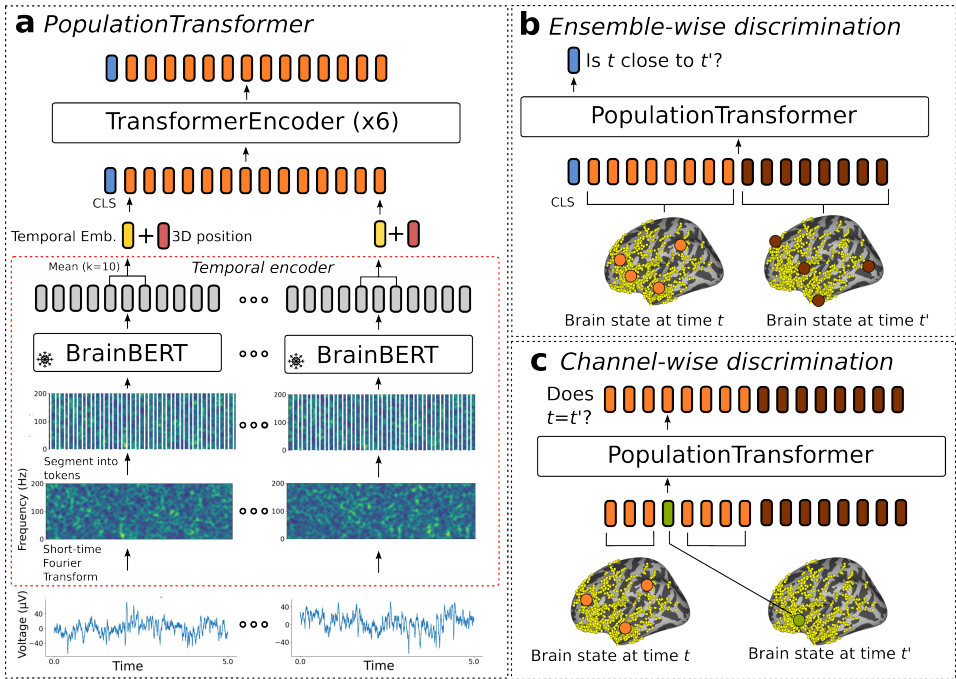 a PopulationTransformer
TransformerEncoder (x6)
CLS
Temporal Emb. + 3D position
+
Mean (k=10)
Temporal encoder
BrainBERT
BrainBERT
200
100
0
200
100
0
Segment into
tokens
Frequency (Hz)
200
100
0
200
100
0
Short-time
Fourier
Transform
Voltage (µV)
40
0
−40
0.0
Time
5.0
40
0
−40
0.0
Time
5.0
b Ensemble-wise discrimination
Is t close to t'?
PopulationTransformer
CLS
Brain state at time t
Brain state at time t'
c Channel-wise discrimination
Does
t=t'?
PopulationTransformer
Brain state at time t
Brain state at time t'